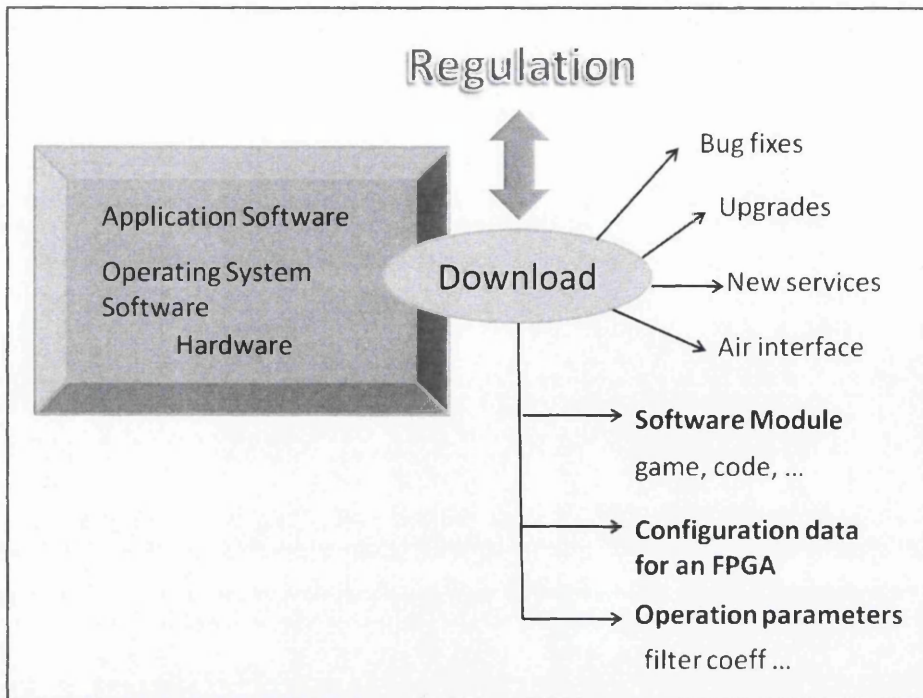 Regulation
Application Software
Operating System
Software
Hardware
Download
Bug fixes
Upgrades
New services
Air interface
Software Module
game, code, ...
Configuration data
for an FPGA
Operation parameters
filter coeff ...